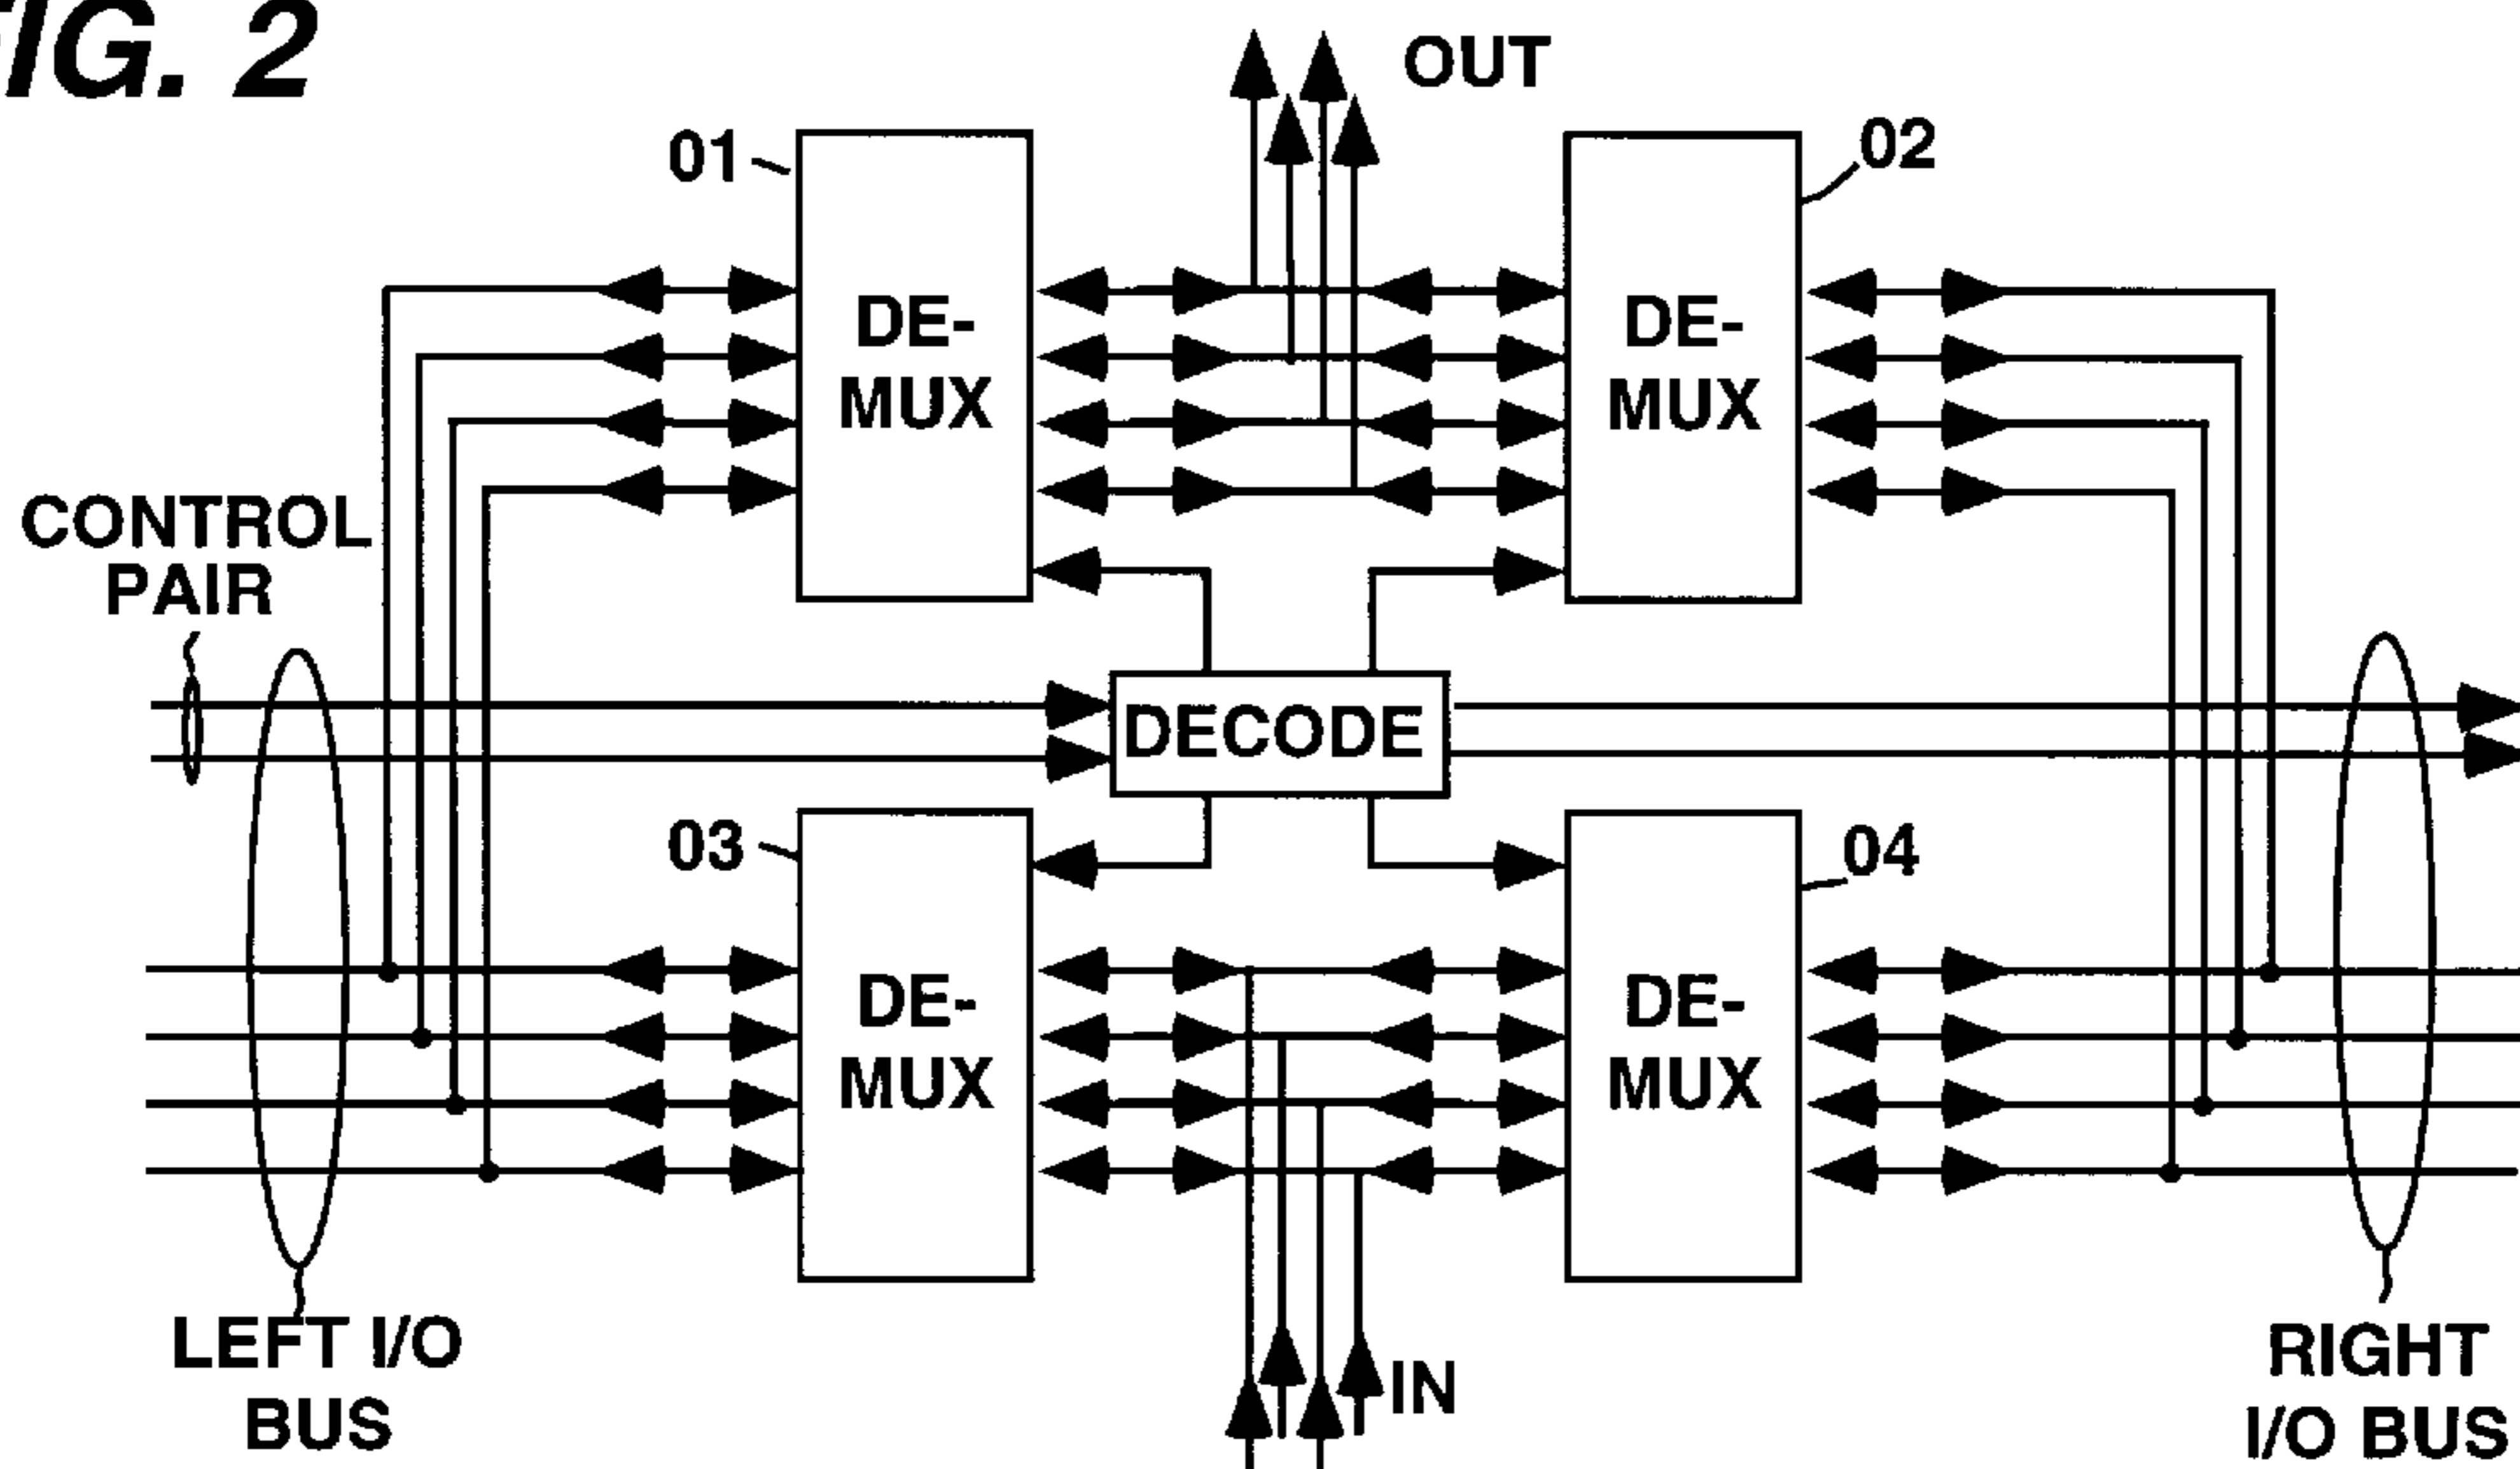 FIG. 2
OUT
01
02
DE-
MUX
DE-
MUX
CONTROL
PAIR
DECODE
03
04
DE-
MUX
DE-
MUX
LEFT I/O
BUS
IN
RIGHT
I/O BUS